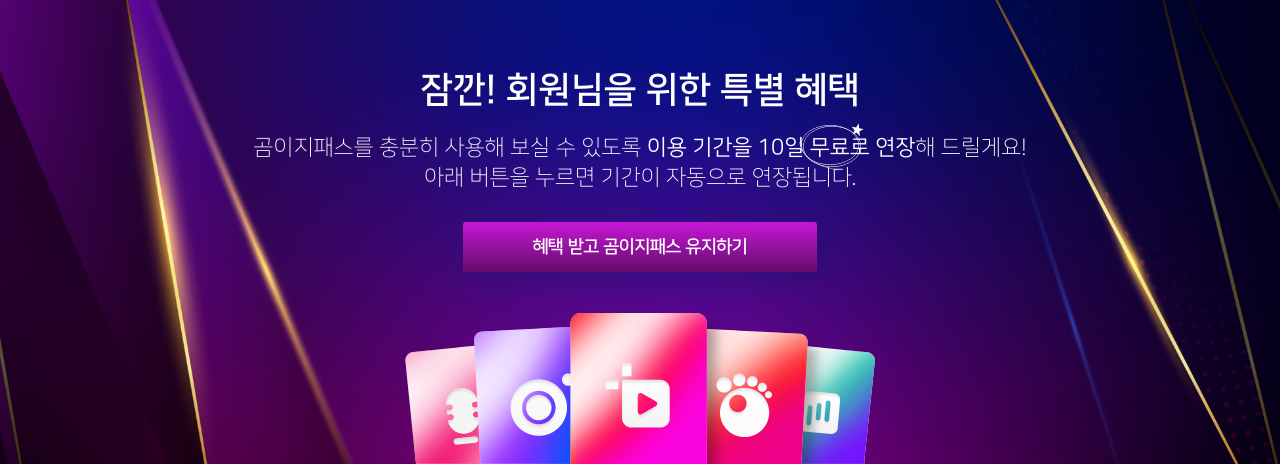 잠깐! 회원님을 위한 특별 혜택
곰이지패스를 충분히 사용해 보실 수 있도록 이용 기간을 10일 무료로 연장해 드릴게요!
아래 버튼을 누르면 기간이 자동으로 연장됩니다.
혜택 받고 곰이지패스 유지하기